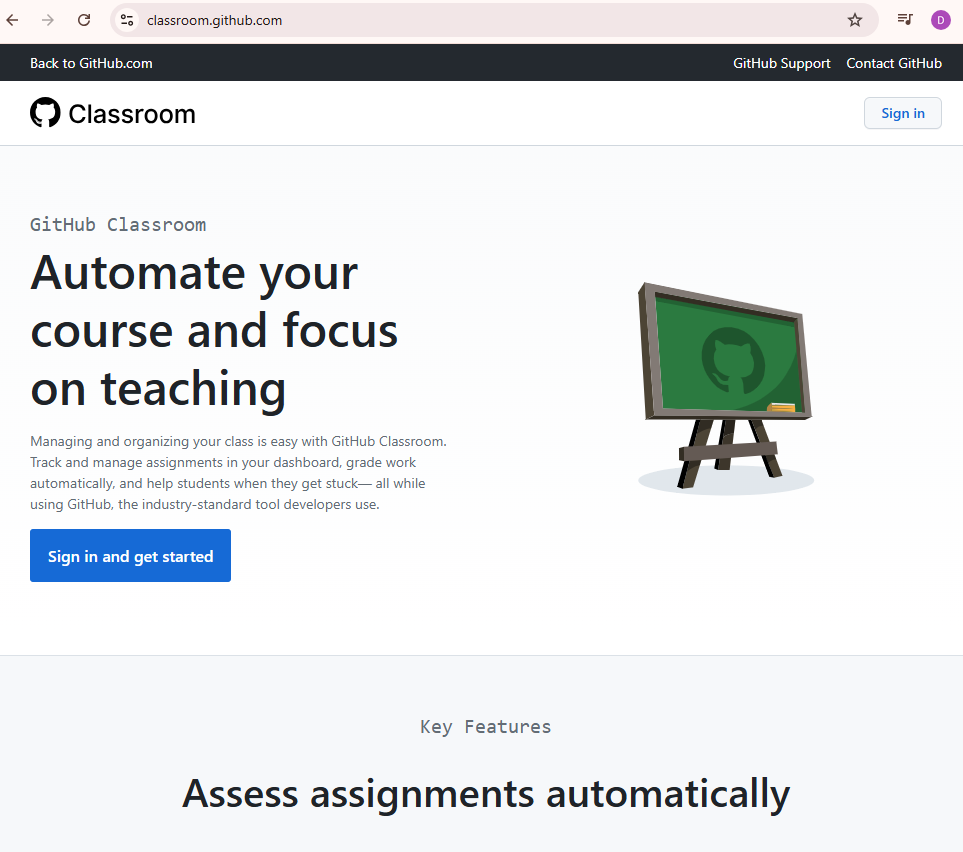 classroom.github.com
D
Back to GitHub.com
GitHub Support
Contact GitHub
Classroom
Sign in
GitHub Classroom
Automate your
course and focus
on teaching
Managing and organizing your class is easy with GitHub Classroom.
Track and manage assignments in your dashboard, grade work
automatically, and help students when they get stuck— all while
using GitHub, the industry-standard tool developers use.
Sign in and get started
Key Features
Assess assignments automatically